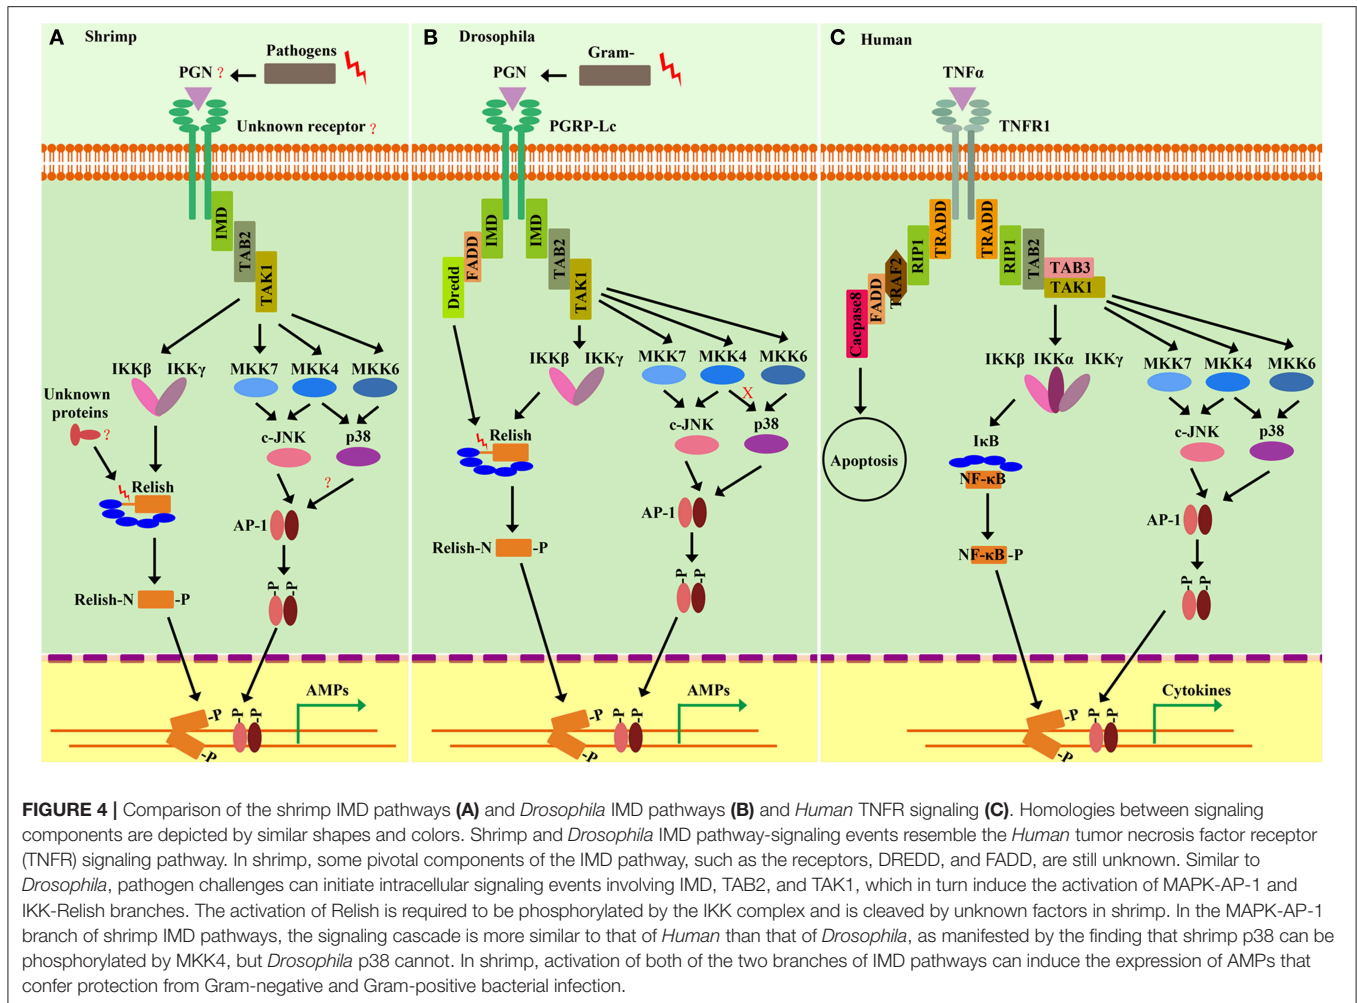 A Shrimp
Pathogens
PGN ?
Unknown receptor ?
IMD
TAB2
TAK1
IKKβ IKKγ
MKK7 MKK4 MKK6
Unknown
proteins
?
c-JNK p38
Relish
?
AP-1
-P -P
Relish-N -P
AMPs
-P
-P -P
-P
B Drosophila
Gram-
PGN
PGRP-Lc
IMD IMD
FADD
TAB2
Dredd
TAK1
IKKβ IKKγ
MKK7 MKK4 MKK6
X
c-JNK p38
Relish
AP-1
Relish-N -P
-P -P
AMPs
-P
-P -P
-P
C Human
TNFα
TNFR1
TRADD TRADD
RIP1 RIP1
TAB2
TRAF2
TAB3
FADD
TAK1
Cacpase8
IKKβ IKKα IKKγ
MKK7 MKK4 MKK6
c-JNK p38
IκB
Apoptosis
NF-κB
AP-1
NF-κB -P
-P -P
Cytokines
-P
-P -P
-P
FIGURE 4 | Comparison of the shrimp IMD pathways (A) and Drosophila IMD pathways (B) and Human TNFR signaling (C). Homologies between signaling
components are depicted by similar shapes and colors. Shrimp and Drosophila IMD pathway-signaling events resemble the Human tumor necrosis factor receptor
(TNFR) signaling pathway. In shrimp, some pivotal components of the IMD pathway, such as the receptors, DREDD, and FADD, are still unknown. Similar to
Drosophila, pathogen challenges can initiate intracellular signaling events involving IMD, TAB2, and TAK1, which in turn induce the activation of MAPK-AP-1 and
IKK-Relish branches. The activation of Relish is required to be phosphorylated by the IKK complex and is cleaved by unknown factors in shrimp. In the MAPK-AP-1
branch of shrimp IMD pathways, the signaling cascade is more similar to that of Human than that of Drosophila, as manifested by the finding that shrimp p38 can be
phosphorylated by MKK4, but Drosophila p38 cannot. In shrimp, activation of both of the two branches of IMD pathways can induce the expression of AMPs that
confer protection from Gram-negative and Gram-positive bacterial infection.